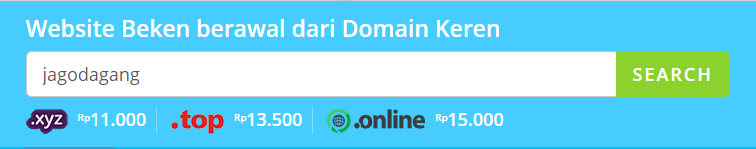 Website Beken berawal dari Domain Keren
jagodagang SEARCH
.xyz Rp11.000 .top Rp13.500 .online Rp15.000